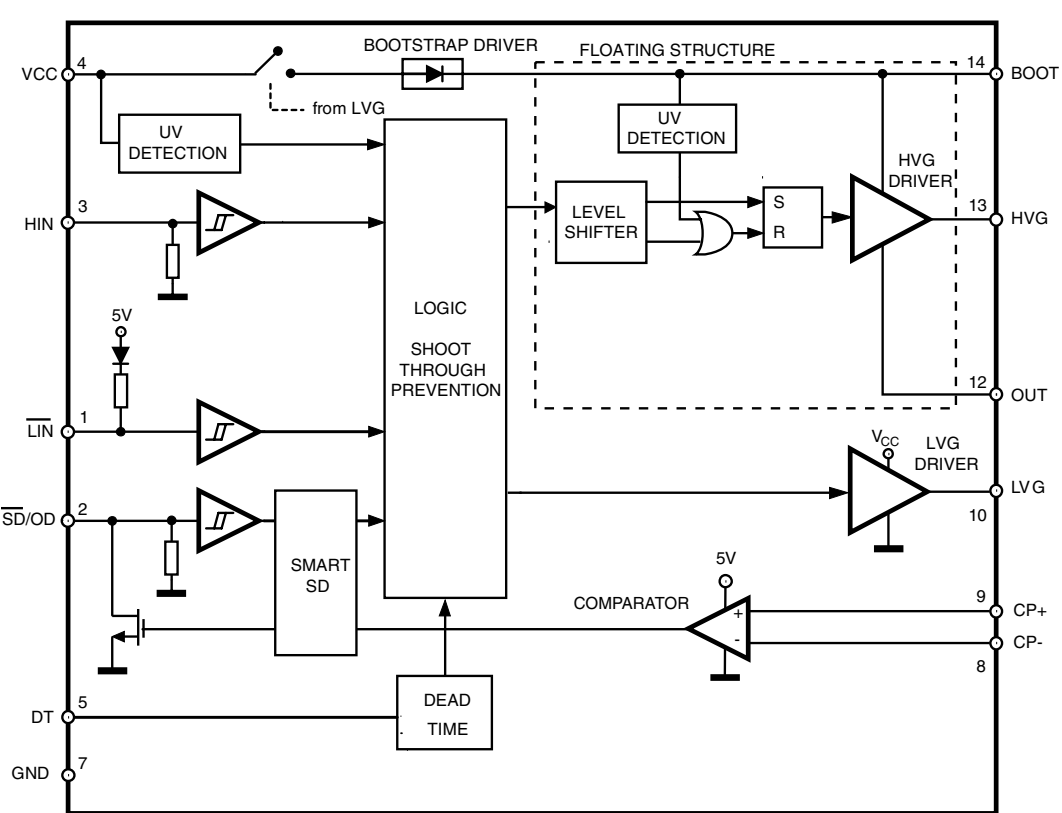 BOOTSTRAP DRIVER
FLOATING STRUCTURE
VCC
4
14
BOOT
from LVG
UV
DETECTION
UV
DETECTION
HVG
DRIVER
3
HIN
LEVEL
SHIFTER
S
R
13
HVG
5V
LOGIC
SHOOT
THROUGH
PREVENTION
12
OUT
1
LIN
VCC
LVG
DRIVER
LVG
10
2
SD/OD
SMART
SD
5V
COMPARATOR
+
-
9
CP+
CP-
8
5
DT
DEAD
TIME
7
GND